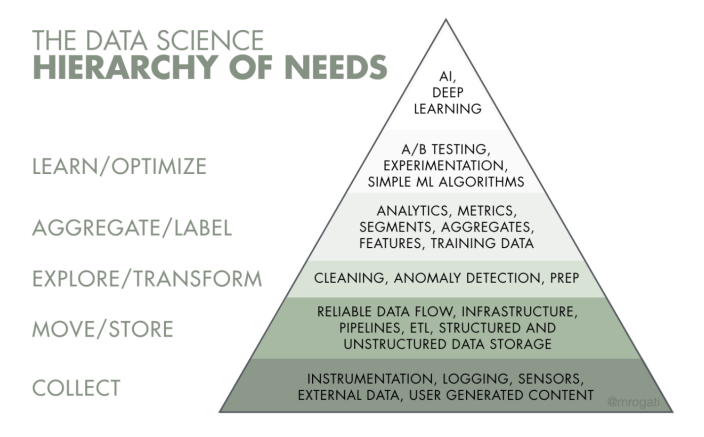 THE DATA SCIENCE
HIERARCHY OF NEEDS
AI,
DEEP
LEARNING
LEARN/OPTIMIZE
A/B TESTING,
EXPERIMENTATION,
SIMPLE ML ALGORITHMS
AGGREGATE/LABEL
ANALYTICS, METRICS,
SEGMENTS, AGGREGATES,
FEATURES, TRAINING DATA
EXPLORE/TRANSFORM
CLEANING, ANOMALY DETECTION, PREP
MOVE/STORE
RELIABLE DATA FLOW, INFRASTRUCTURE,
PIPELINES, ETL, STRUCTURED AND
UNSTRUCTURED DATA STORAGE
COLLECT
INSTRUMENTATION, LOGGING, SENSORS,
EXTERNAL DATA, USER GENERATED CONTENT
@mrogati